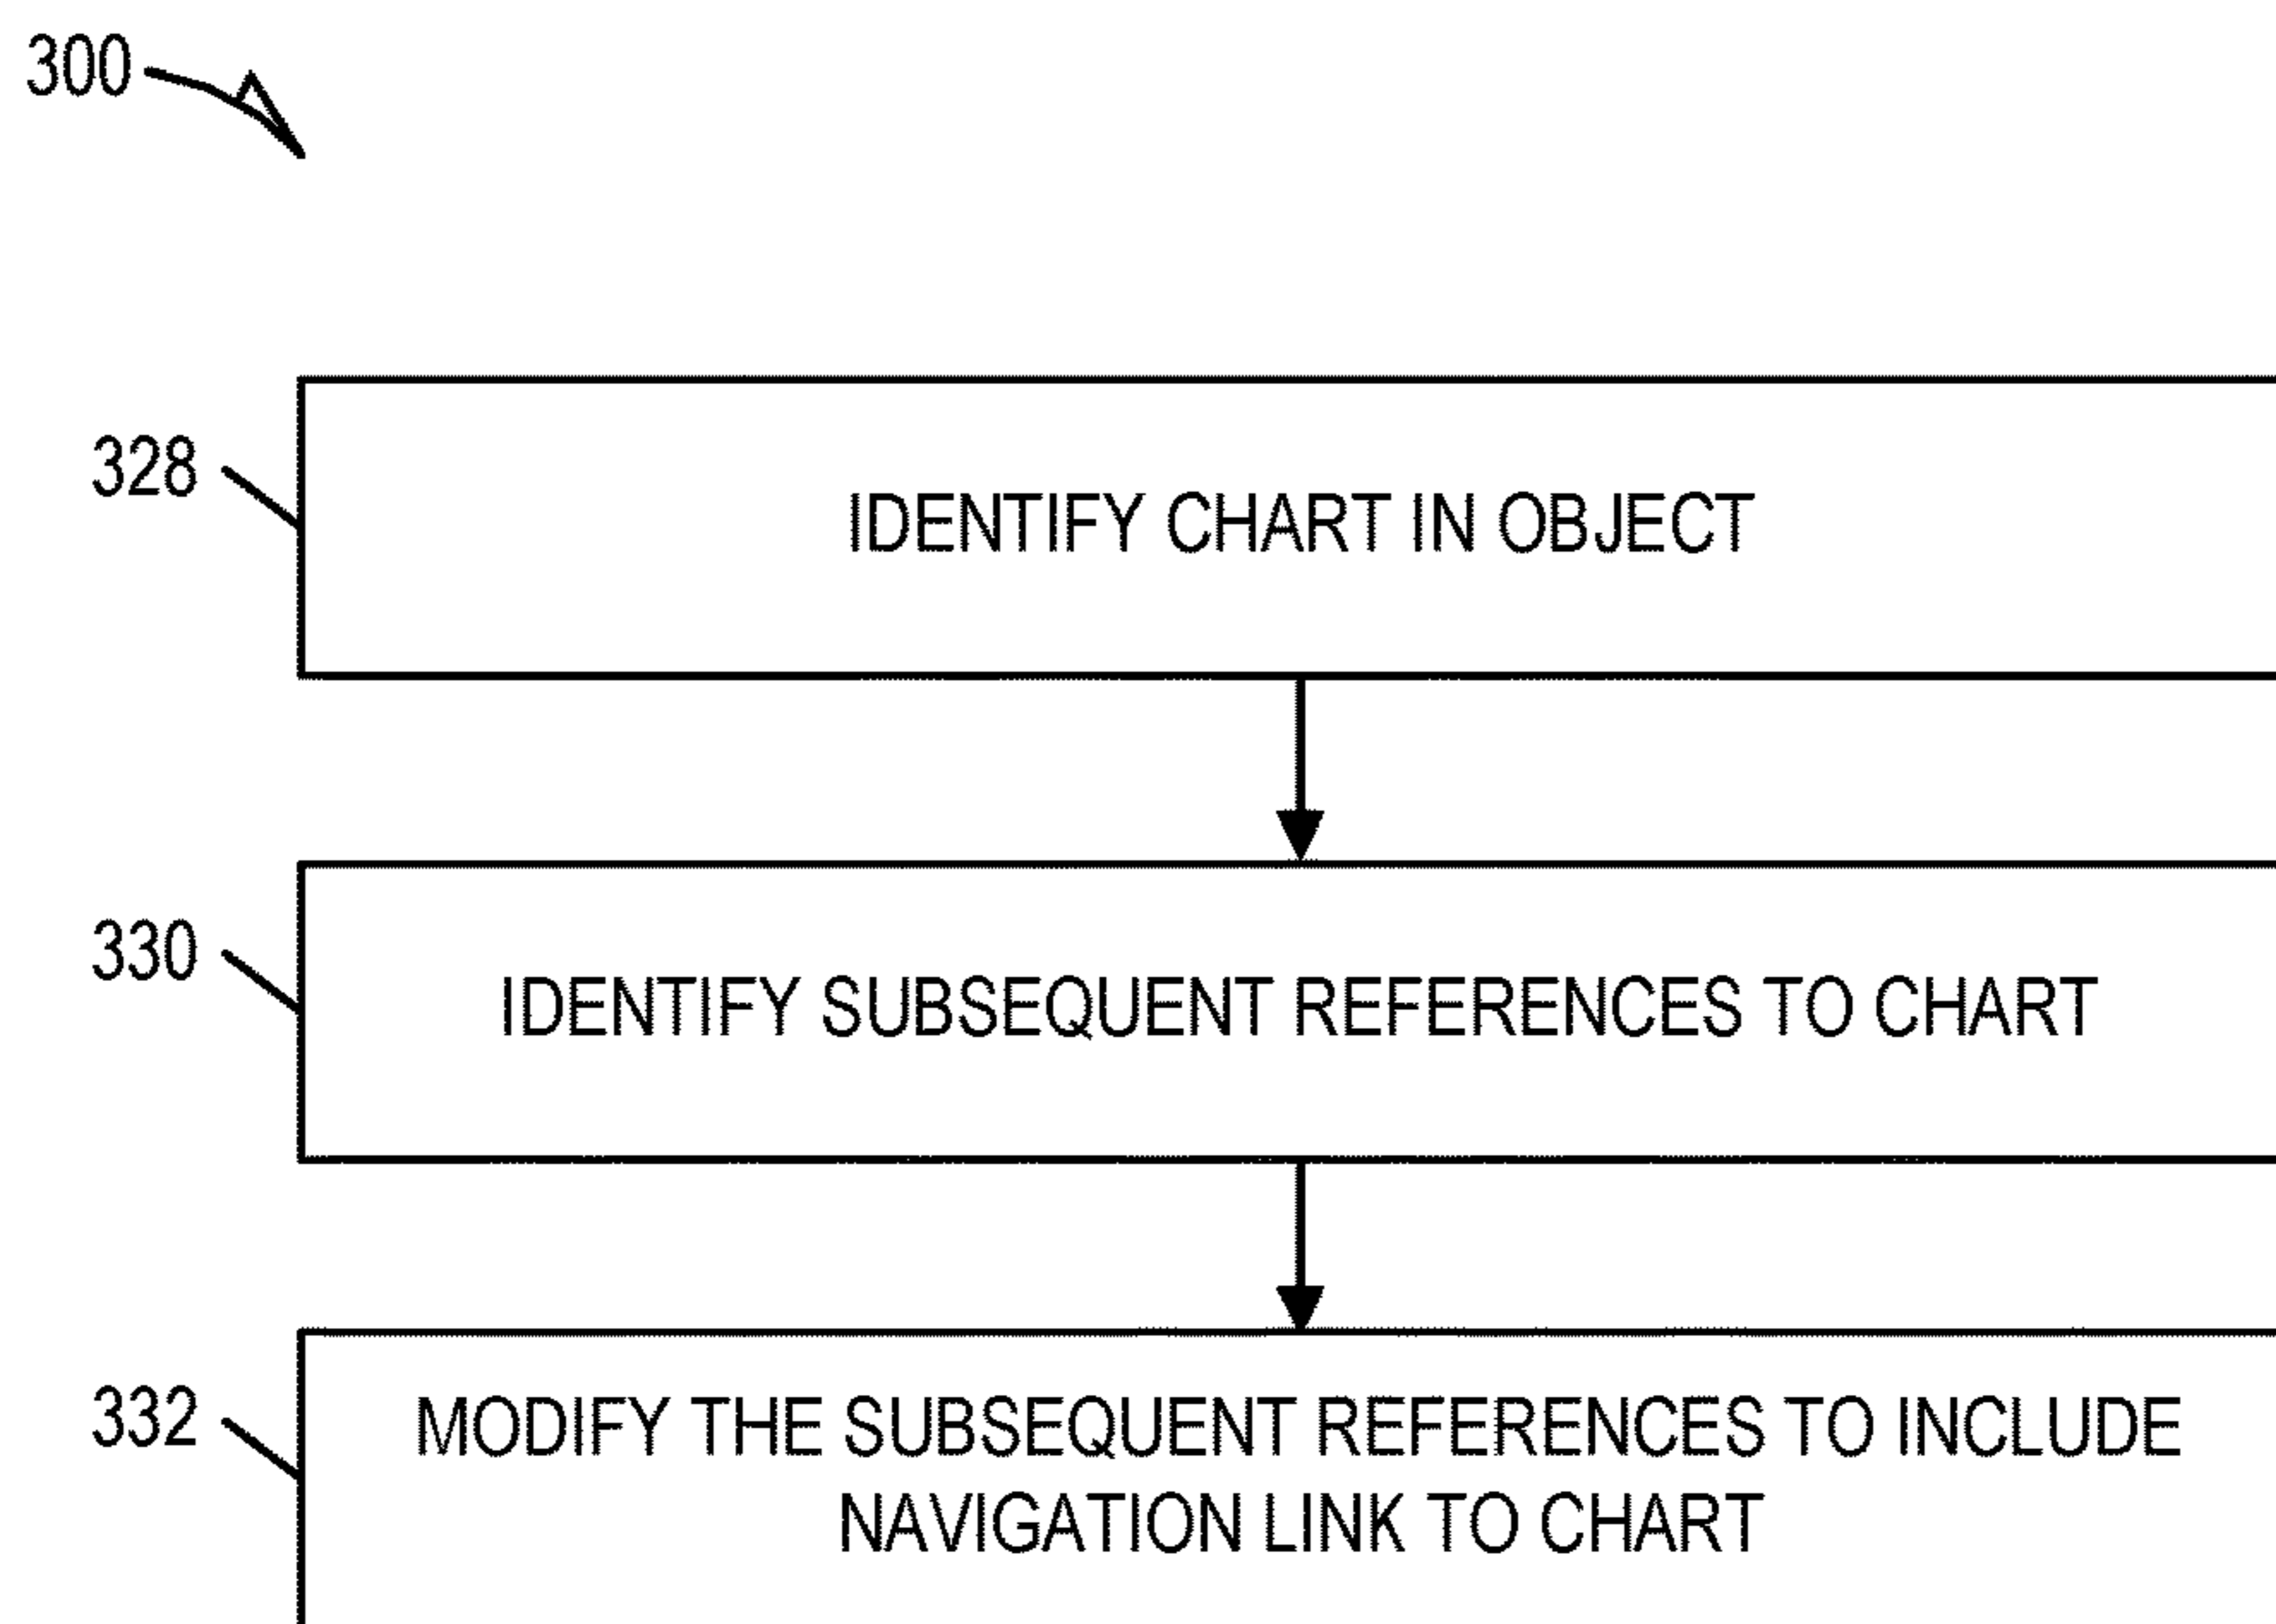 300
328
IDENTIFY CHART IN OBJECT
330
IDENTIFY SUBSEQUENT REFERENCES TO CHART
332
MODIFY THE SUBSEQUENT REFERENCES TO INCLUDE
NAVIGATION LINK TO CHART